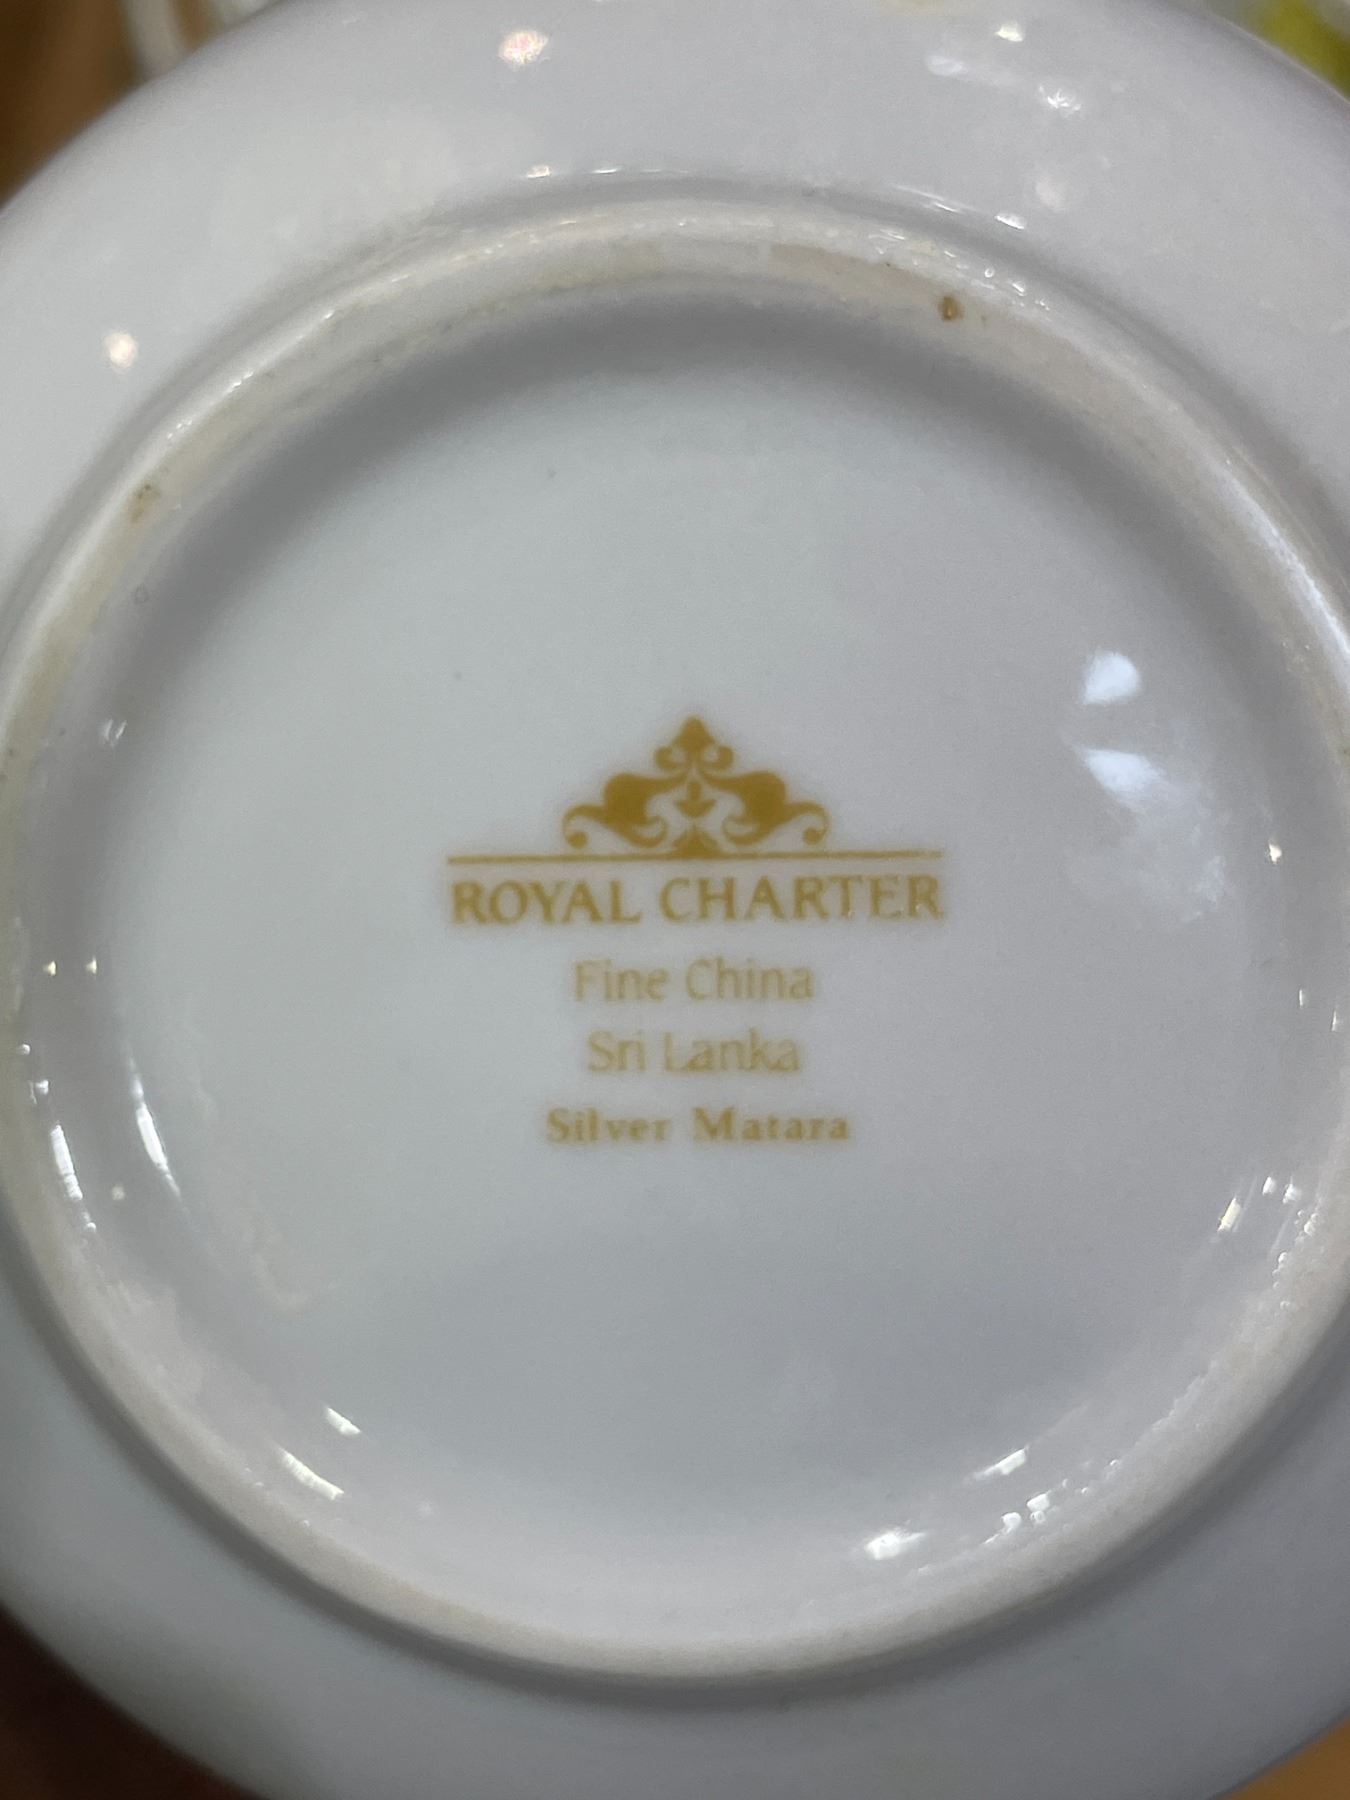 ROYAL CHARTER
Fine China
Sri Lanka
Silver Matara